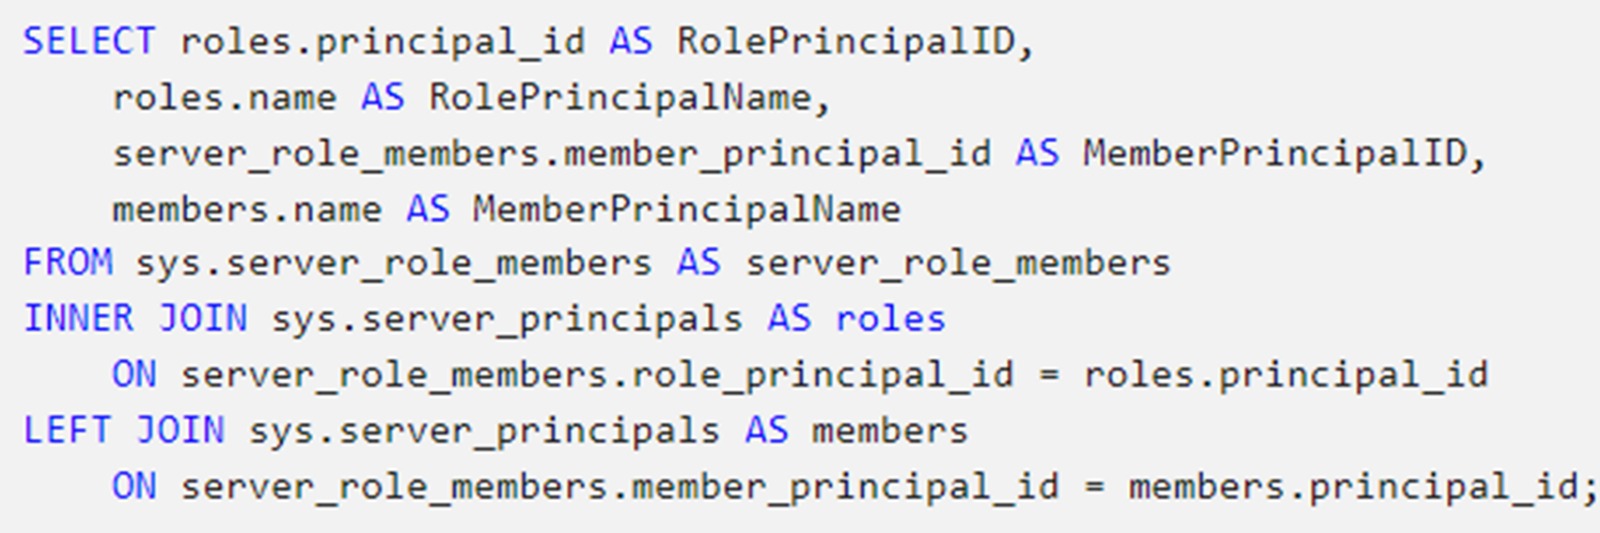 SELECT roles.principal_id AS RolePrincipalID,
    roles.name AS RolePrincipalName,
    server_role_members.member_principal_id AS MemberPrincipalID,
    members.name AS MemberPrincipalName
FROM sys.server_role_members AS server_role_members
INNER JOIN sys.server_principals AS roles
    ON server_role_members.role_principal_id = roles.principal_id
LEFT JOIN sys.server_principals AS members
    ON server_role_members.member_principal_id = members.principal_id;